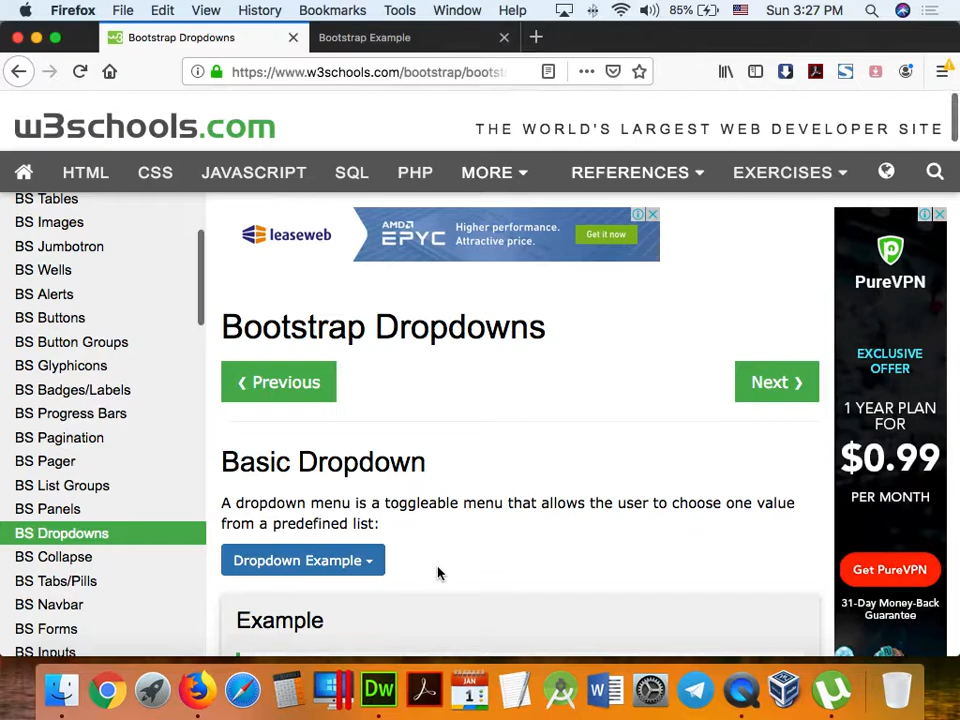 Firefox File Edit View History Bookmarks Tools Window Help 85% Sun 3:27 PM
Bootstrap Dropdowns
Bootstrap Example
https://www.w3schools.com/bootstrap/boots
w3schools.com
THE WORLD'S LARGEST WEB DEVELOPER SITE
HTML CSS JAVASCRIPT SQL PHP MORE REFERENCES EXERCISES
BS Tables
BS Images
BS Jumbotron
BS Wells
BS Alerts
BS Buttons
BS Button Groups
BS Glyphicons
BS Badges/Labels
BS Progress Bars
BS Pagination
BS Pager
BS List Groups
BS Panels
BS Dropdowns
BS Collapse
BS Tabs/Pills
BS Navbar
BS Forms
BS Inputs
leaseweb
AMD
EPYC
Higher performance.
Attractive price.
Get it now
Bootstrap Dropdowns
❮ Previous
Next ❯
Basic Dropdown
A dropdown menu is a toggleable menu that allows the user to choose one value
from a predefined list:
Dropdown Example
Example
PureVPN
EXCLUSIVE
OFFER
1 YEAR PLAN
FOR
$0.99
PER MONTH
Get PureVPN
31-Day Money-Back
Guarantee
Dw
JAN
1
W